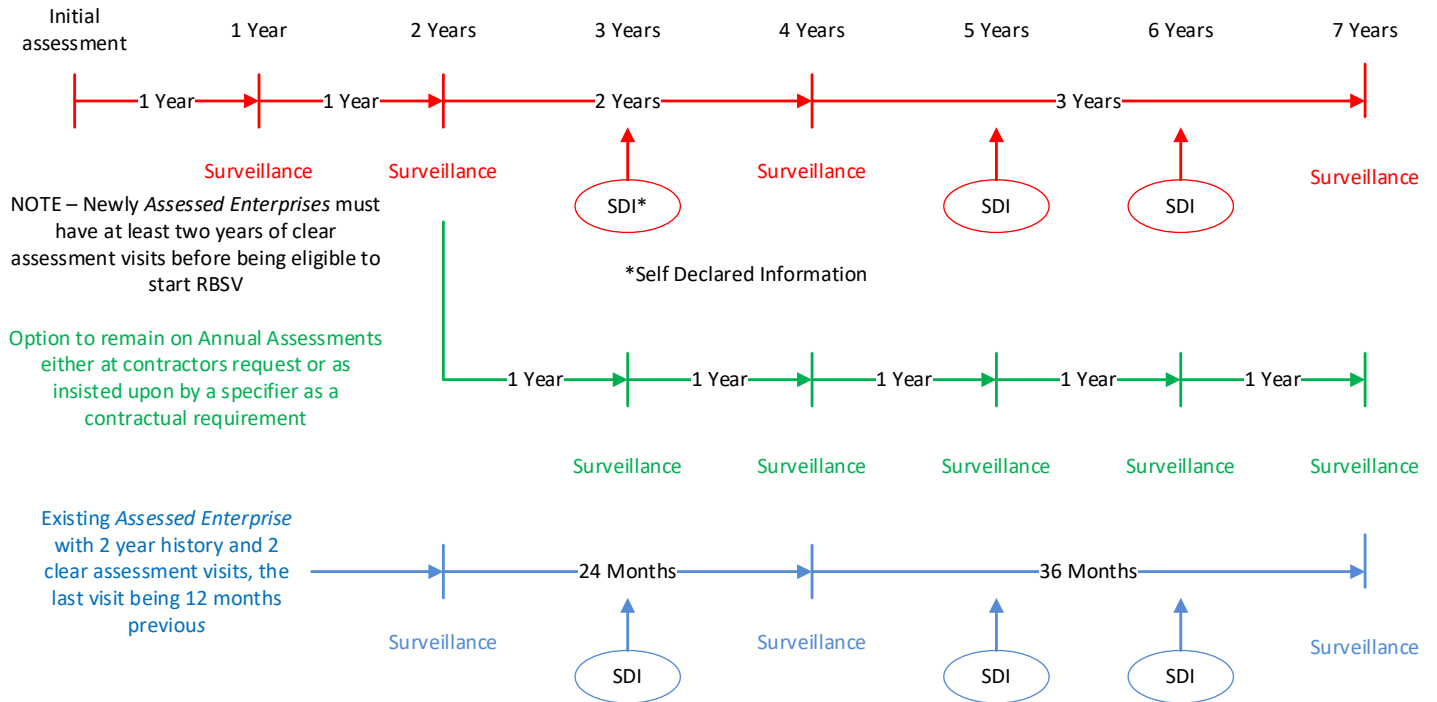 Initial
assessment
1 Year
2 Years
3 Years
4 Years
5 Years
6 Years
7 Years
1 Year
1 Year
2 Years
3 Years
Surveillance
Surveillance
SDI*
Surveillance
SDI
SDI
Surveillance
NOTE – Newly Assessed Enterprises must
have at least two years of clear
assessment visits before being eligible to
start RBSV
*Self Declared Information
Option to remain on Annual Assessments
either at contractors request or as
insisted upon by a specifier as a
contractual requirement
1 Year
1 Year
1 Year
1 Year
1 Year
Surveillance
Surveillance
Surveillance
Surveillance
Surveillance
Existing Assessed Enterprise
with 2 year history and 2
clear assessment visits, the
last visit being 12 months
previous
24 Months
36 Months
Surveillance
SDI
Surveillance
SDI
SDI
Surveillance